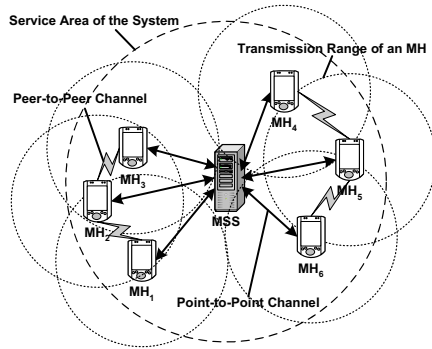 Service Area of the System
Transmission Range of an MH
Peer-to-Peer Channel
MH4
MH3
MH5
MH2
MSS
MH6
MH1
Point-to-Point Channel